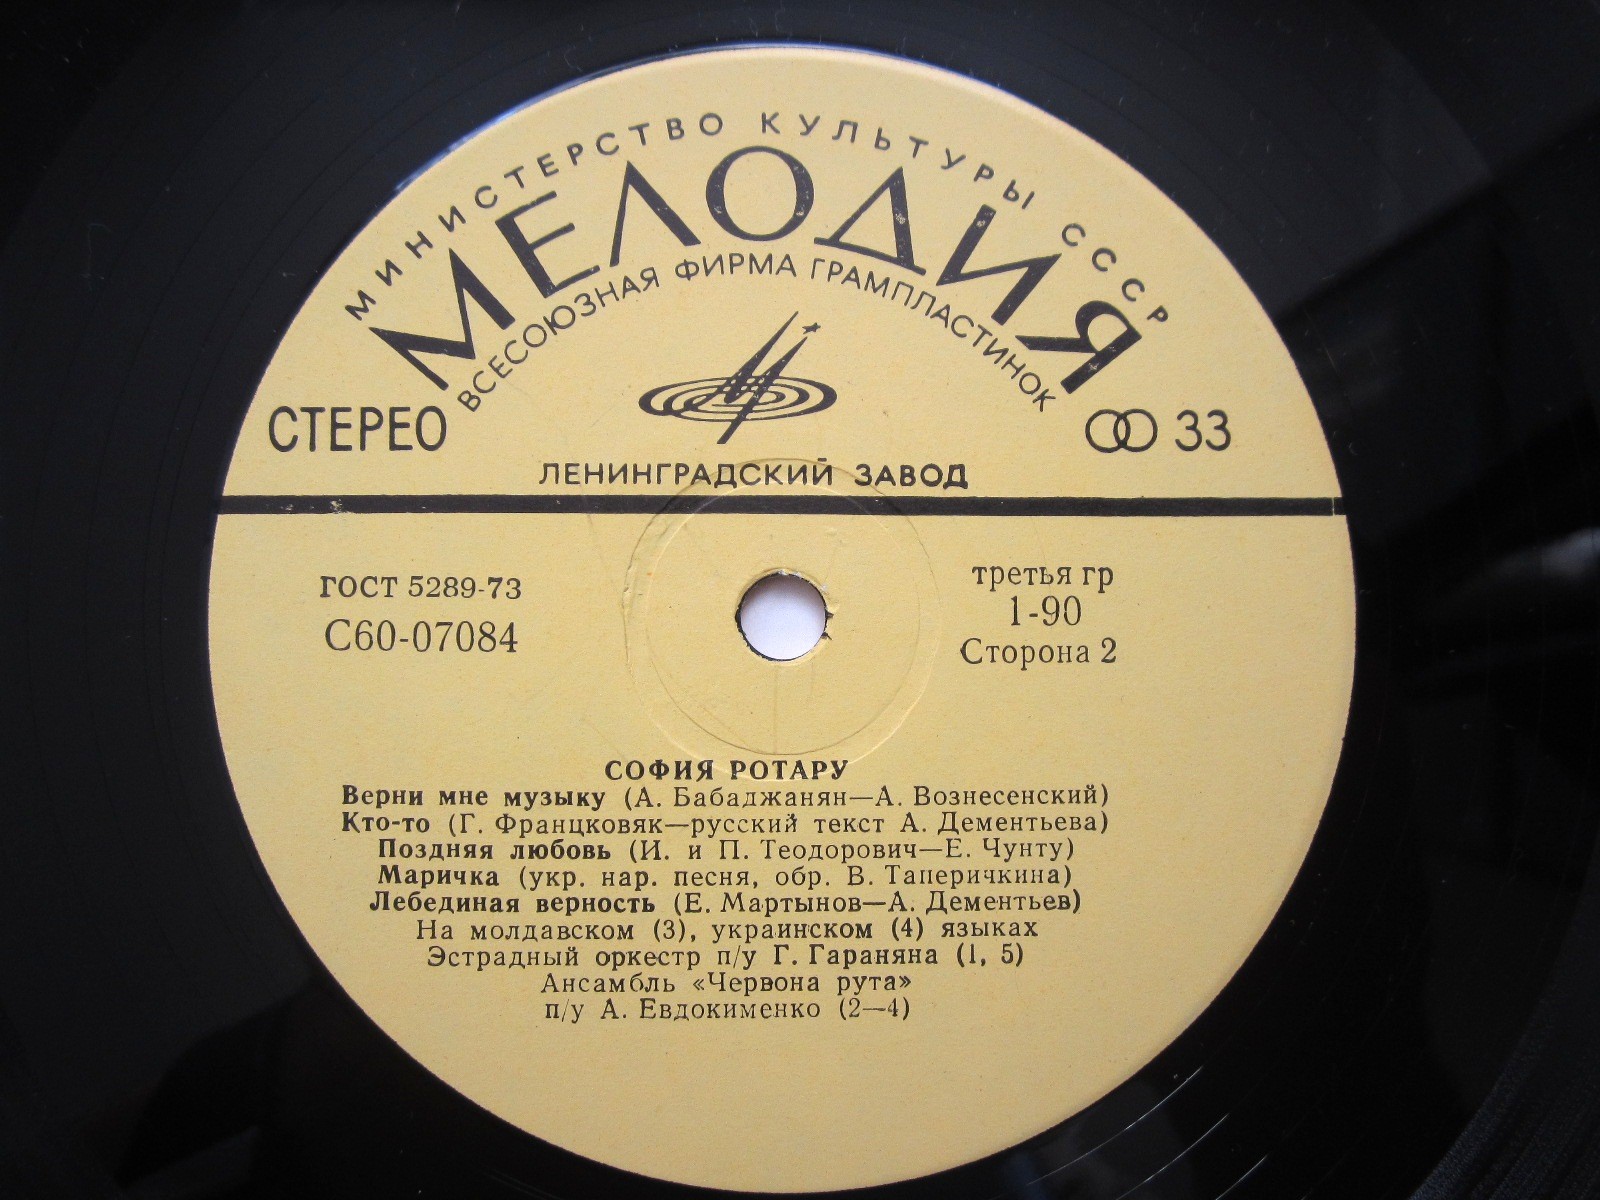 МИНИСТЕРСТВО КУЛЬТУРЫ СССР
МЕЛОДИЯ
ВСЕСОЮЗНАЯ ФИРМА ГРАМПЛАСТИНОК
СТЕРЕО
33
ЛЕНИНГРАДСКИЙ ЗАВОД
ГОСТ 5289-73
С60-07084
третья гр
1-90
Сторона 2
СОФИЯ РОТАРУ
Верни мне музыку (А. Бабаджанян—А. Вознесенский)
Кто-то (Г. Францковяк—русский текст А. Дементьева)
Поздняя любовь (И. и П. Теодорович—Е. Чунту)
Маричка (укр. нар. песня, обр. В. Таперичкина)
Лебединая верность (Е. Мартынов—А. Дементьев)
На молдавском (3), украинском (4) языках
Эстрадный оркестр п/у Г. Гараняна (1, 5)
Ансамбль «Червона рута»
п/у А. Евдокименко (2—4)